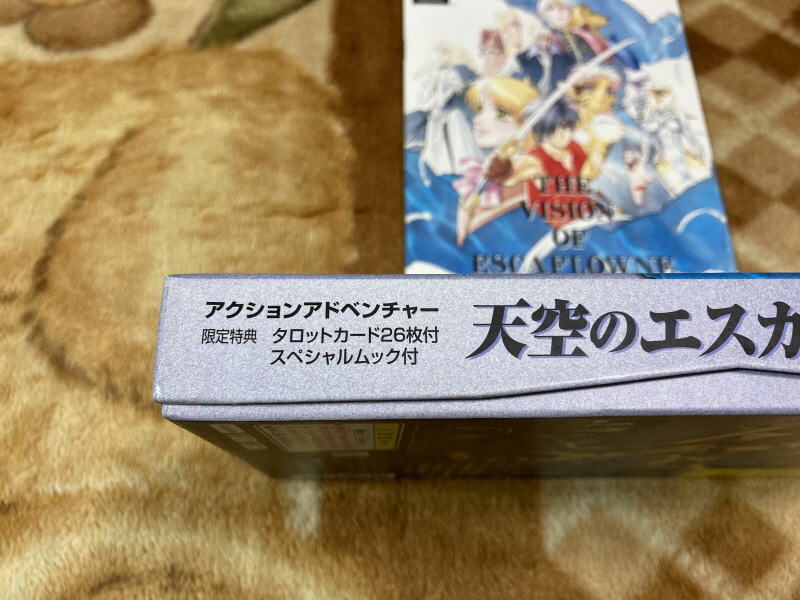 THE
VISION
OF
ESCAFLOWNE
アクションアドベンチャー
限定特典 タロットカード26枚付
スペシャルムック付
天空のエスカ